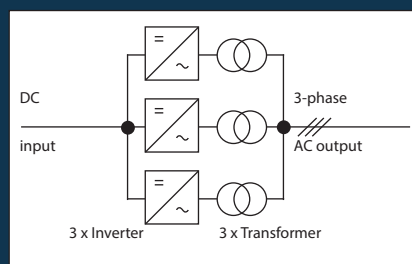 DC
input
3-phase
AC output
3 x Inverter
3 x Transformer